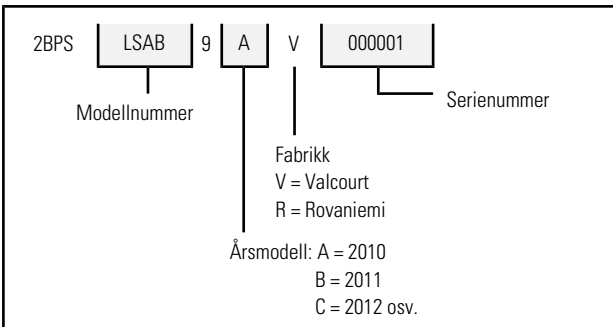 2BPS LSAB 9 A V 000001
Modellnummer
Serienummer
Fabrikk
V = Valcourt
R = Rovaniemi
Årsmodell: A = 2010
B = 2011
C = 2012 osv.